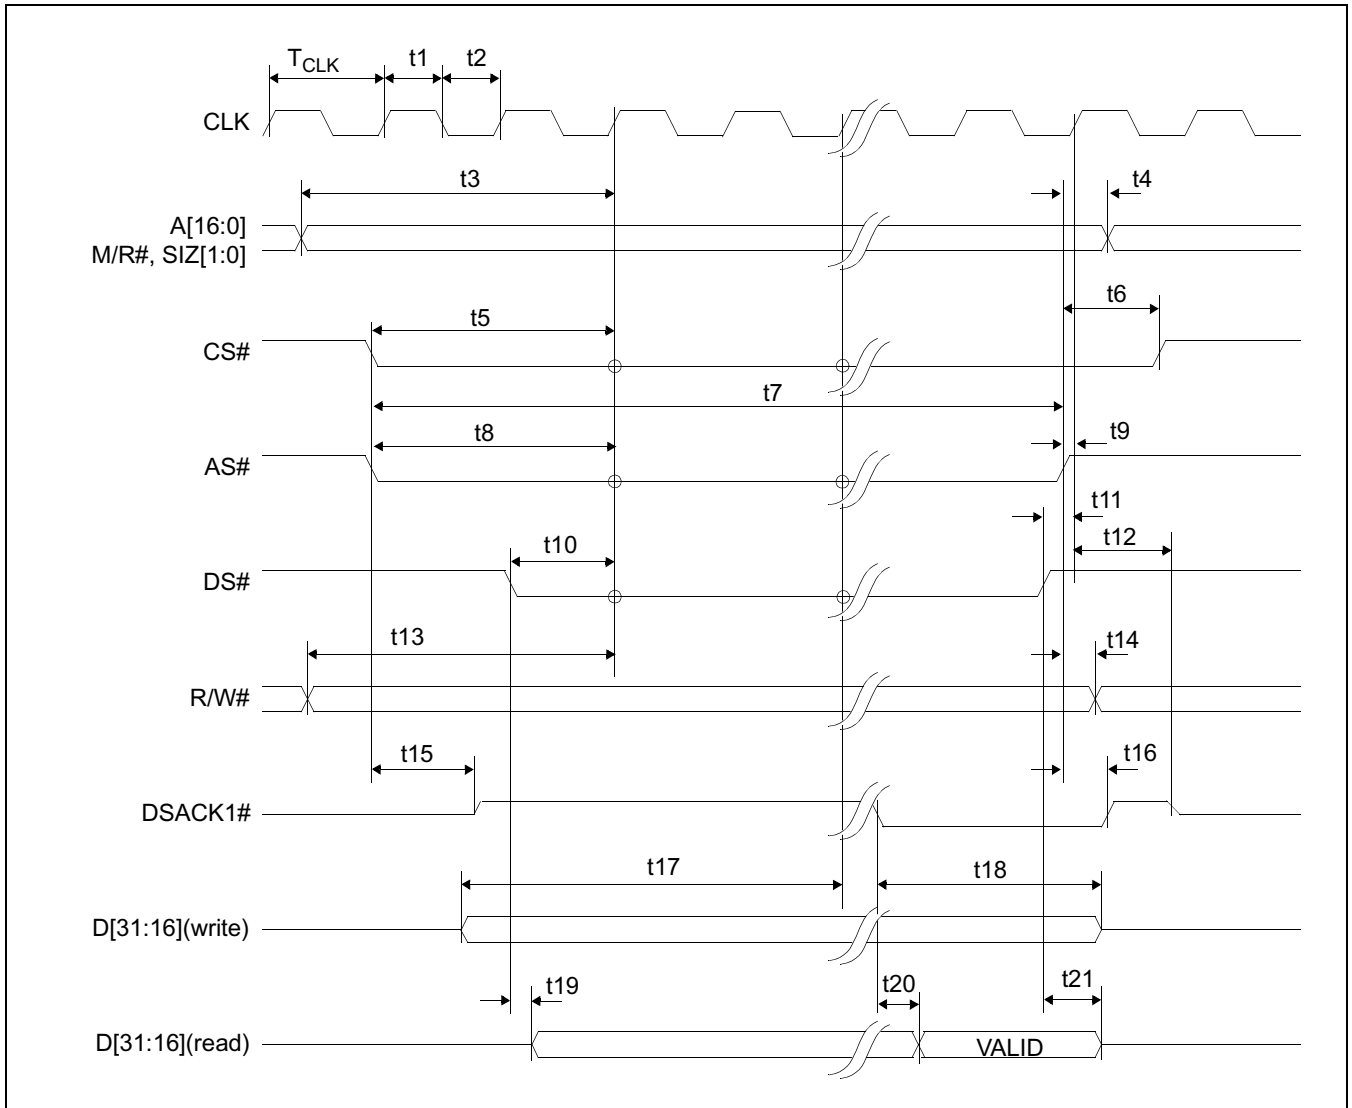 TCLK t1 t2
CLK
t3 t4
A[16:0]
M/R#, SIZ[1:0]
t6
t5
CS#
t7
t8 t9
AS#
t11
t10 t12
DS#
t13 t14
R/W#
t15 t16
DSACK1#
t17 t18
D[31:16](write)
t19 t20 t21
D[31:16](read) VALID